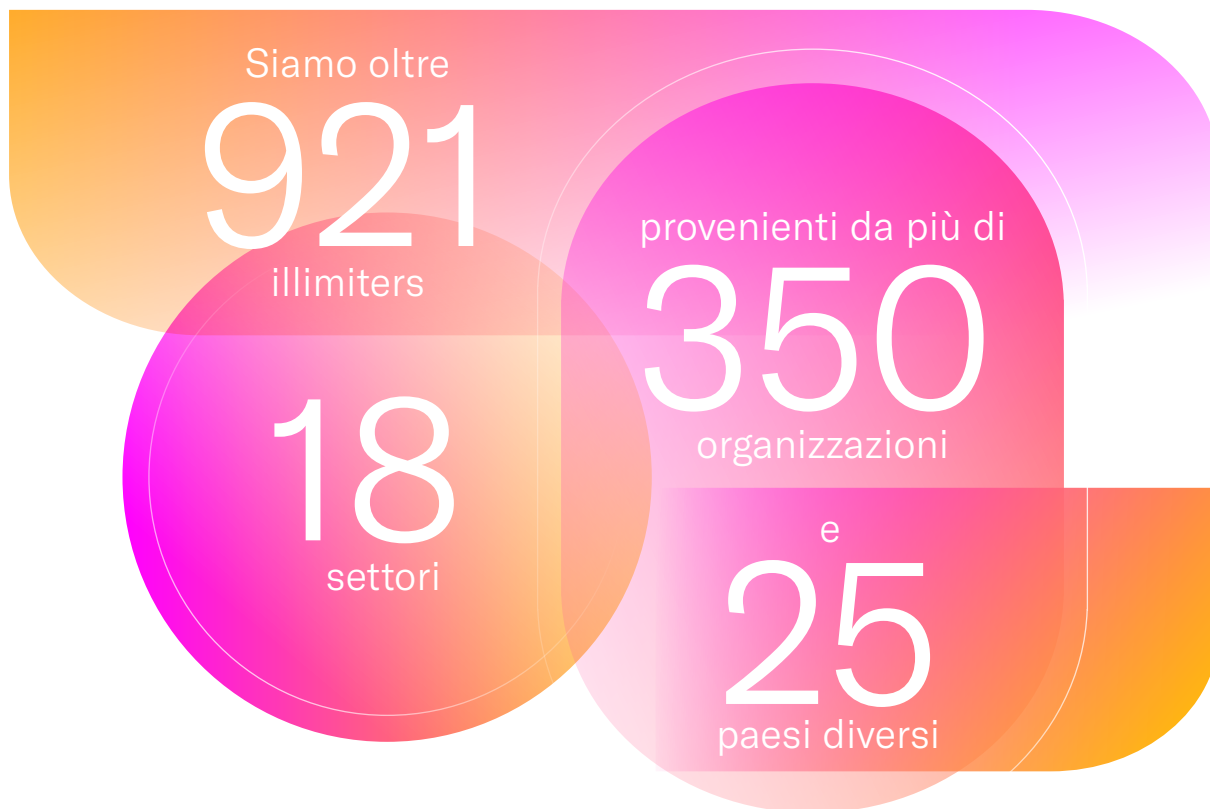 Siamo oltre
921
illimiters
provenienti da più di
350
organizzazioni
18
settori
e
25
paesi diversi